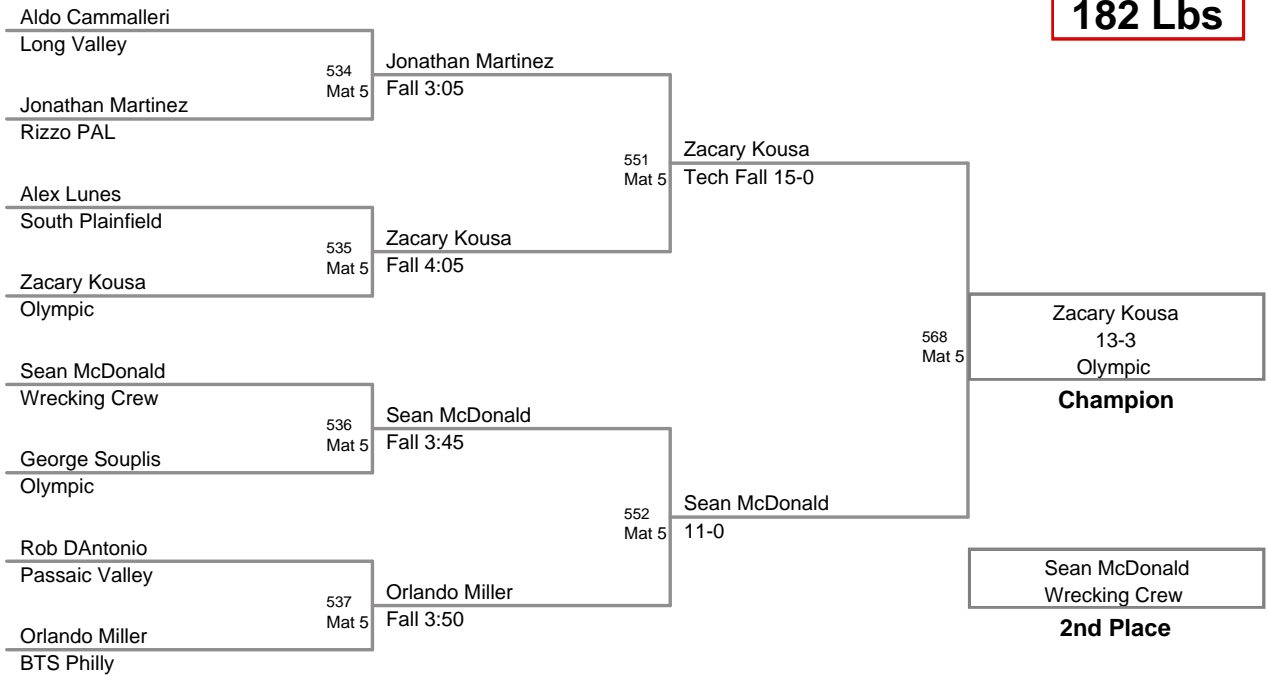 182 Lbs
Aldo Cammalleri
Long Valley
534
Mat 5
Jonathan Martinez
Fall 3:05
Jonathan Martinez
Rizzo PAL
551
Mat 5
Zacary Kousa
Tech Fall 15-0
Alex Lunes
South Plainfield
535
Mat 5
Zacary Kousa
Fall 4:05
Zacary Kousa
Olympic
568
Mat 5
Zacary Kousa
13-3
Olympic
Champion
Sean McDonald
Wrecking Crew
536
Mat 5
Sean McDonald
Fall 3:45
George Souplis
Olympic
552
Mat 5
Sean McDonald
11-0
Rob DAntonio
Passaic Valley
537
Mat 5
Orlando Miller
Fall 3:50
Orlando Miller
BTS Philly
Sean McDonald
Wrecking Crew
2nd Place